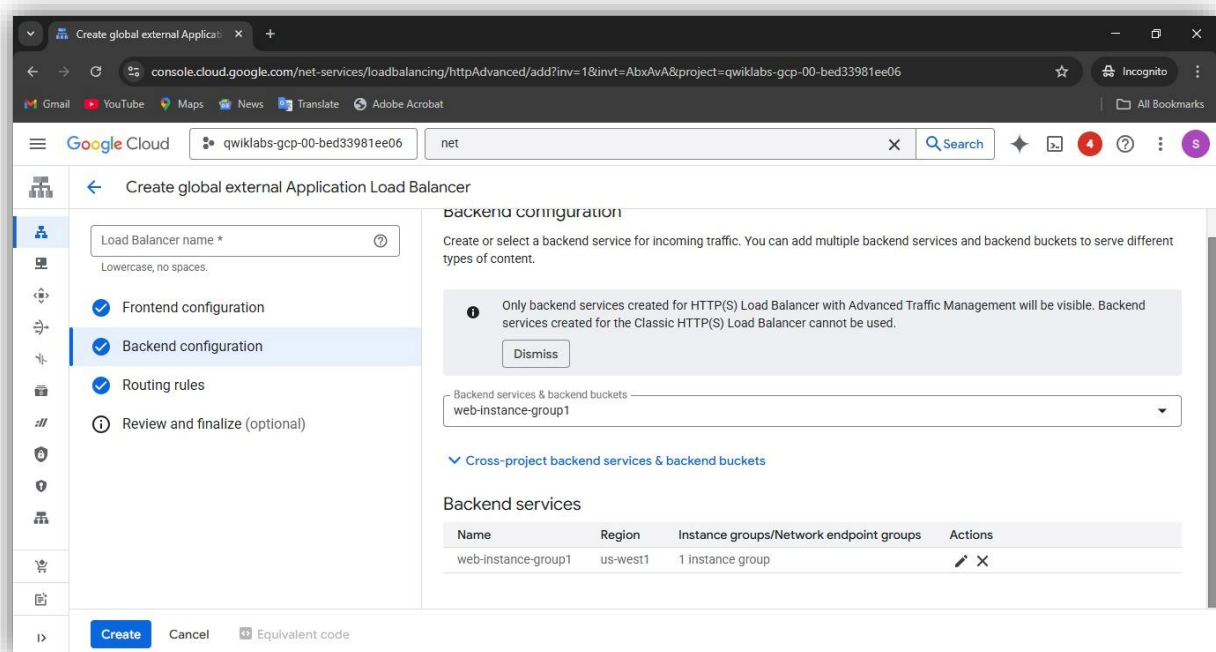 Create global external Applicati
console.cloud.google.com/net-services/loadbalancing/httpAdvanced/add?inv=1&invt=AbxAvA&project=qwiklabs-gcp-00-bed33981ee06
Incognito
Gmail YouTube Maps News Translate Adobe Acrobat All Bookmarks
Google Cloud qwiklabs-gcp-00-bed33981ee06 net Search 4 S
Create global external Application Load Balancer
Load Balancer name *
Lowercase, no spaces.
Frontend configuration
Backend configuration
Routing rules
Review and finalize (optional)
Backend configuration
Create or select a backend service for incoming traffic. You can add multiple backend services and backend buckets to serve different
types of content.
Only backend services created for HTTP(S) Load Balancer with Advanced Traffic Management will be visible. Backend
services created for the Classic HTTP(S) Load Balancer cannot be used.
Dismiss
Backend services & backend buckets
web-instance-group1
Cross-project backend services & backend buckets
Backend services
Name Region Instance groups/Network endpoint groups Actions
web-instance-group1 us-west1 1 instance group
Create Cancel Equivalent code